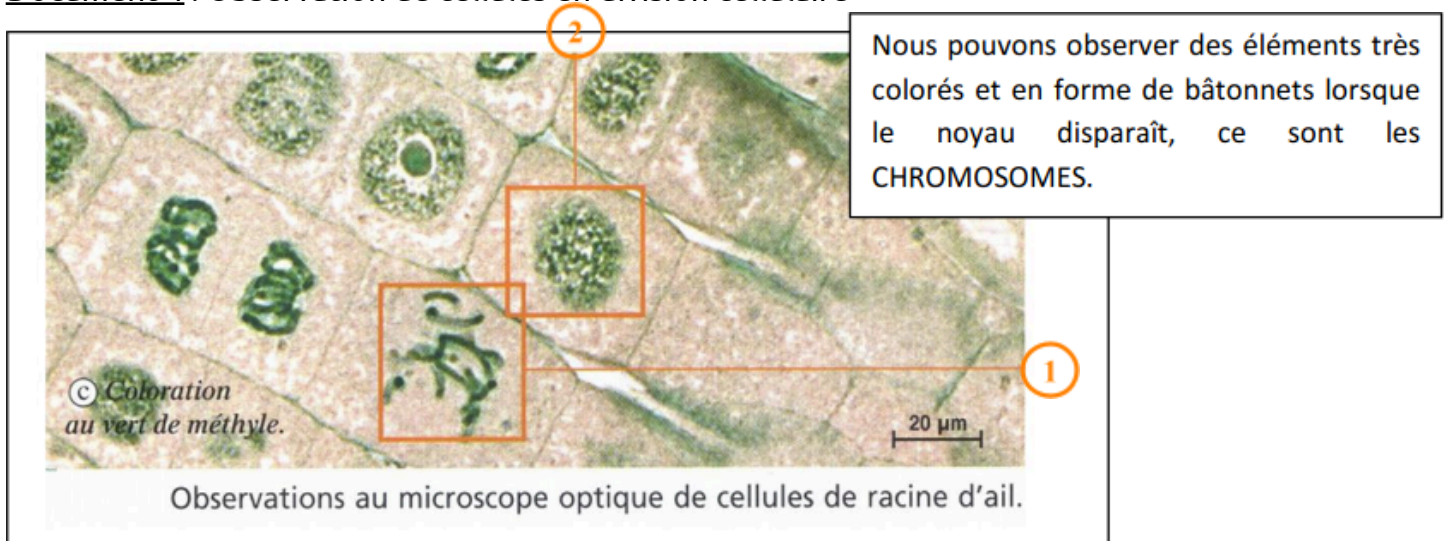 2
Nous pouvons observer des éléments très
colorés et en forme de bâtonnets lorsque
le noyau disparaît, ce sont les
CHROMOSOMES.
1
c Coloration
au vert de méthyle.
20 µm
Observations au microscope optique de cellules de racine d'ail.